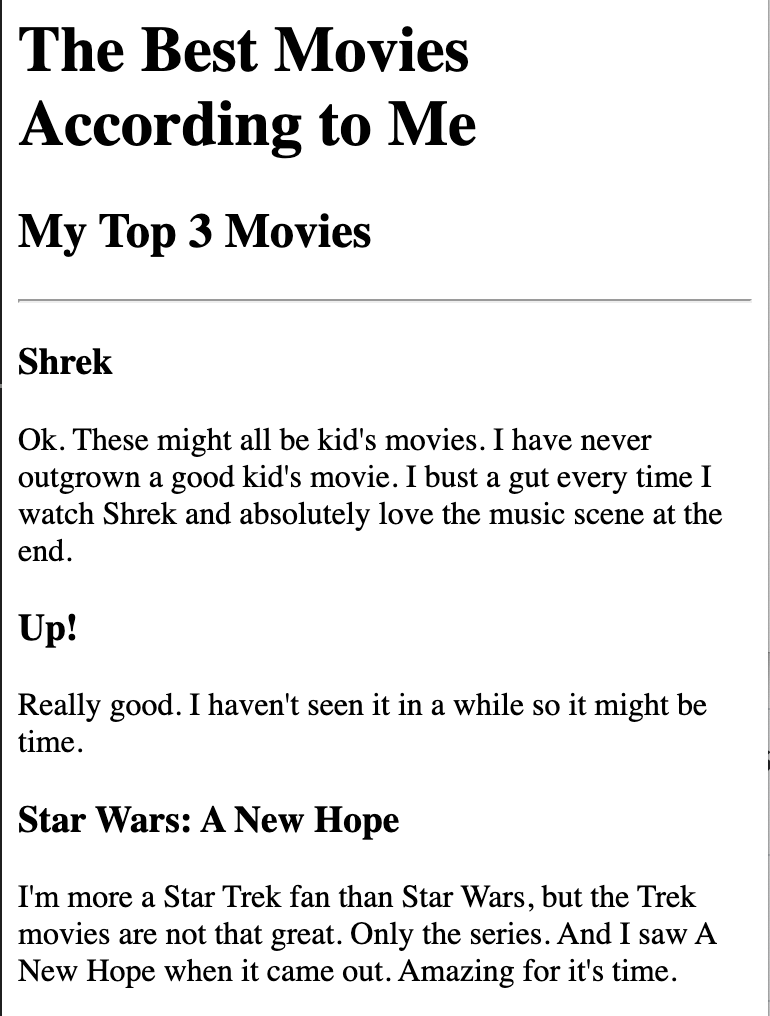 The Best Movies
According to Me
My Top 3 Movies
Shrek
Ok. These might all be kid's movies. I have never
outgrown a good kid's movie. I bust a gut every time I
watch Shrek and absolutely love the music scene at the
end.
Up!
Really good. I haven't seen it in a while so it might be
time.
Star Wars: A New Hope
I'm more a Star Trek fan than Star Wars, but the Trek
movies are not that great. Only the series. And I saw A
New Hope when it came out. Amazing for it's time.